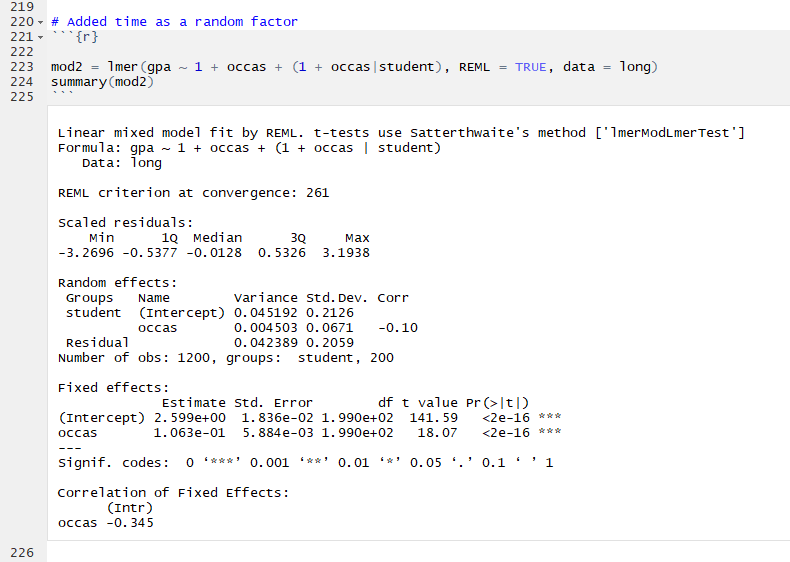 219
220 # Added time as a random factor
221 ```{r}
222
223 mod2 = lmer(gpa ~ 1 + occas + (1 + occas|student), REML = TRUE, data = long)
224 summary(mod2)
225 ```
Linear mixed model fit by REML. t-tests use Satterthwaite's method ['lmerModLmerTest']
Formula: gpa ~ 1 + occas + (1 + occas | student)
   Data: long
REML criterion at convergence: 261
Scaled residuals:
    Min      1Q  Median      3Q     Max
-3.2696 -0.5377 -0.0128  0.5326  3.1938
Random effects:
 Groups   Name        Variance Std.Dev. Corr
 student  (Intercept) 0.045192 0.2126
          occas       0.004503 0.0671   -0.10
 Residual             0.042389 0.2059
Number of obs: 1200, groups:  student, 200
Fixed effects:
             Estimate Std. Error        df t value Pr(>|t|)
(Intercept) 2.599e+00  1.836e-02 1.990e+02  141.59   <2e-16 ***
occas       1.063e-01  5.884e-03 1.990e+02   18.07   <2e-16 ***
---
Signif. codes:  0 ‘***’ 0.001 ‘**’ 0.01 ‘*’ 0.05 ‘.’ 0.1 ‘ ’ 1
Correlation of Fixed Effects:
      (Intr)
occas -0.345
226